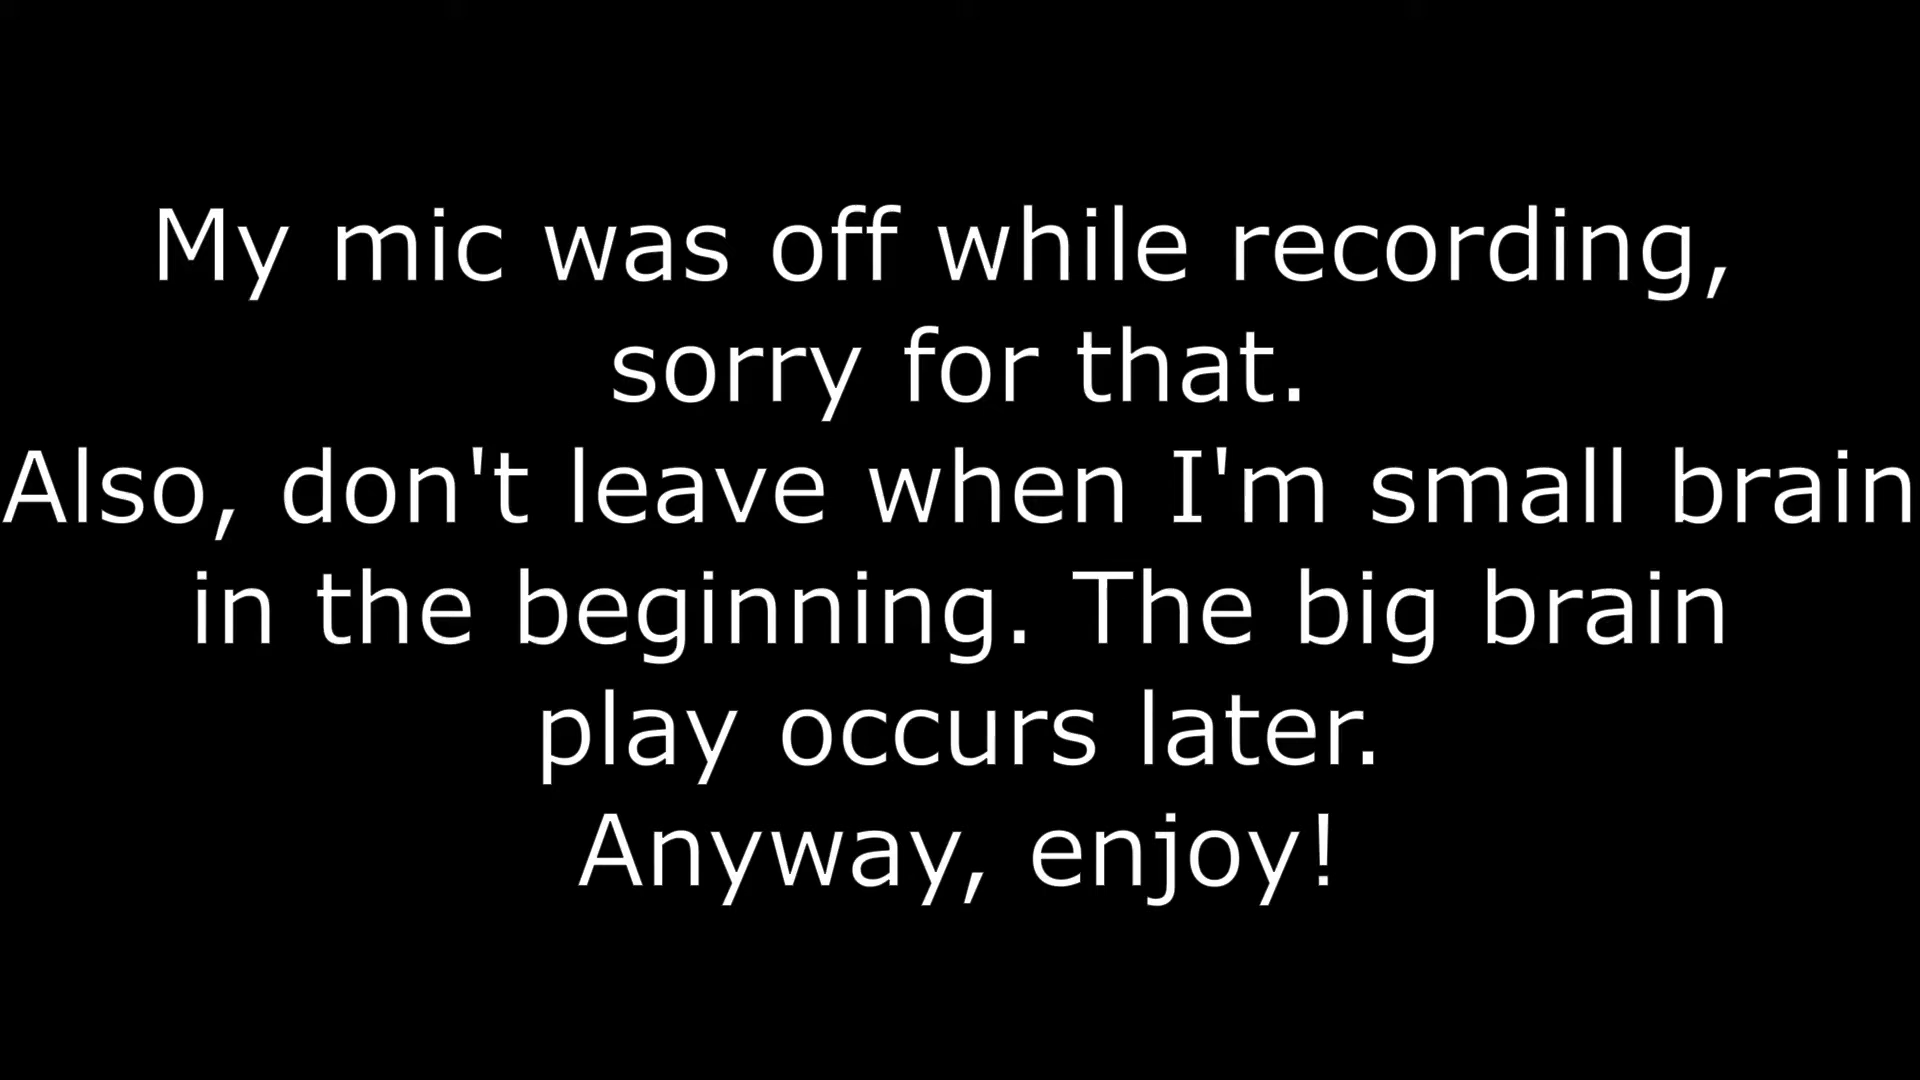 My mic was off while recording,
sorry for that.
Also, don't leave when I'm small brain
in the beginning. The big brain
play occurs later.
Anyway, enjoy!